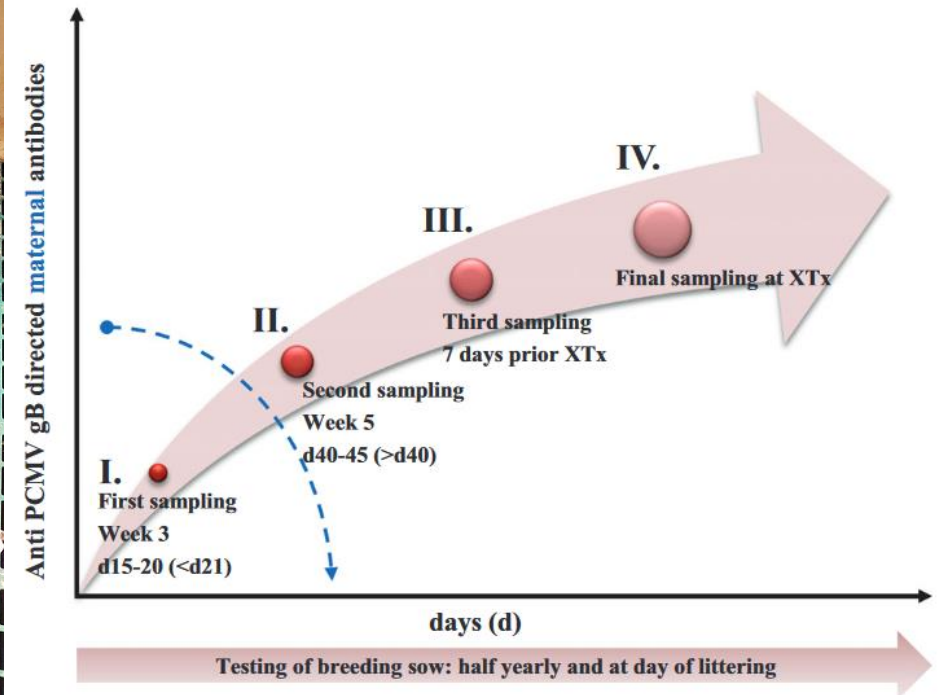 Anti PCMV gB directed maternal antibodies
IV.
III.
Final sampling at XTx
II.
Third sampling
7 days prior XTx
Second sampling
Week 5
d40-45 (>d40)
I.
First sampling
Week 3
d15-20 (<d21)
days (d)
Testing of breeding sow: half yearly and at day of littering